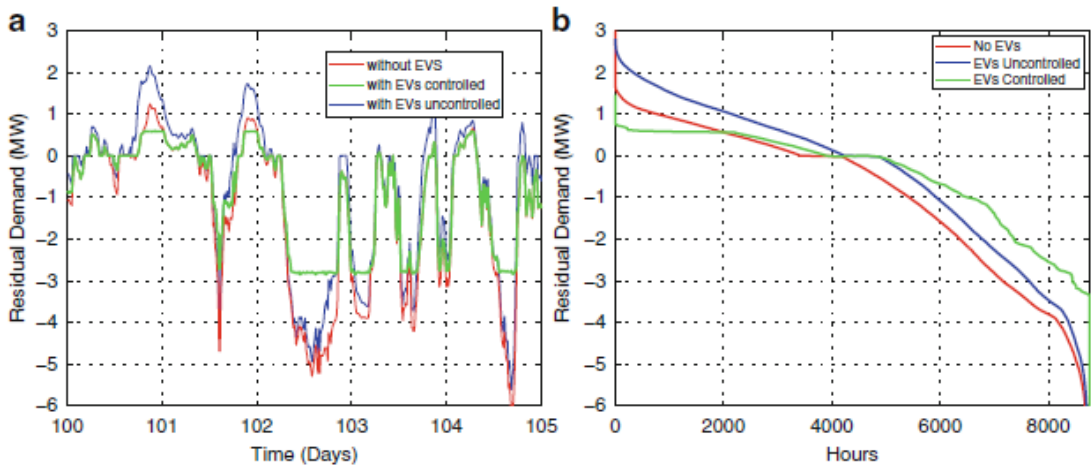 a
Residual Demand (MW)
3
2
1
0
−1
−2
−3
−4
−5
−6
100
101
102
103
104
105
Time (Days)
without EVS
with EVs controlled
with EVs uncontrolled
b
Residual Demand (MW)
3
2
1
0
−1
−2
−3
−4
−5
−6
0
2000
4000
6000
8000
Hours
No EVs
EVs Uncontrolled
EVs Controlled